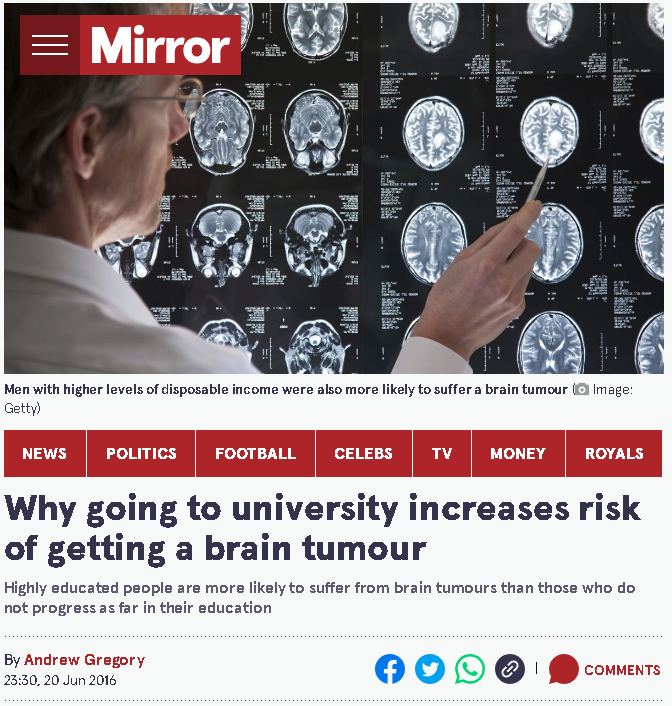 Mirror
Men with higher levels of disposable income were also more likely to suffer a brain tumour ( Image:
Getty)
NEWS POLITICS FOOTBALL CELEBS TV MONEY ROYALS
Why going to university increases risk
of getting a brain tumour
Highly educated people are more likely to suffer from brain tumours than those who do
not progress as far in their education
By Andrew Gregory
23:30, 20 Jun 2016
COMMENTS